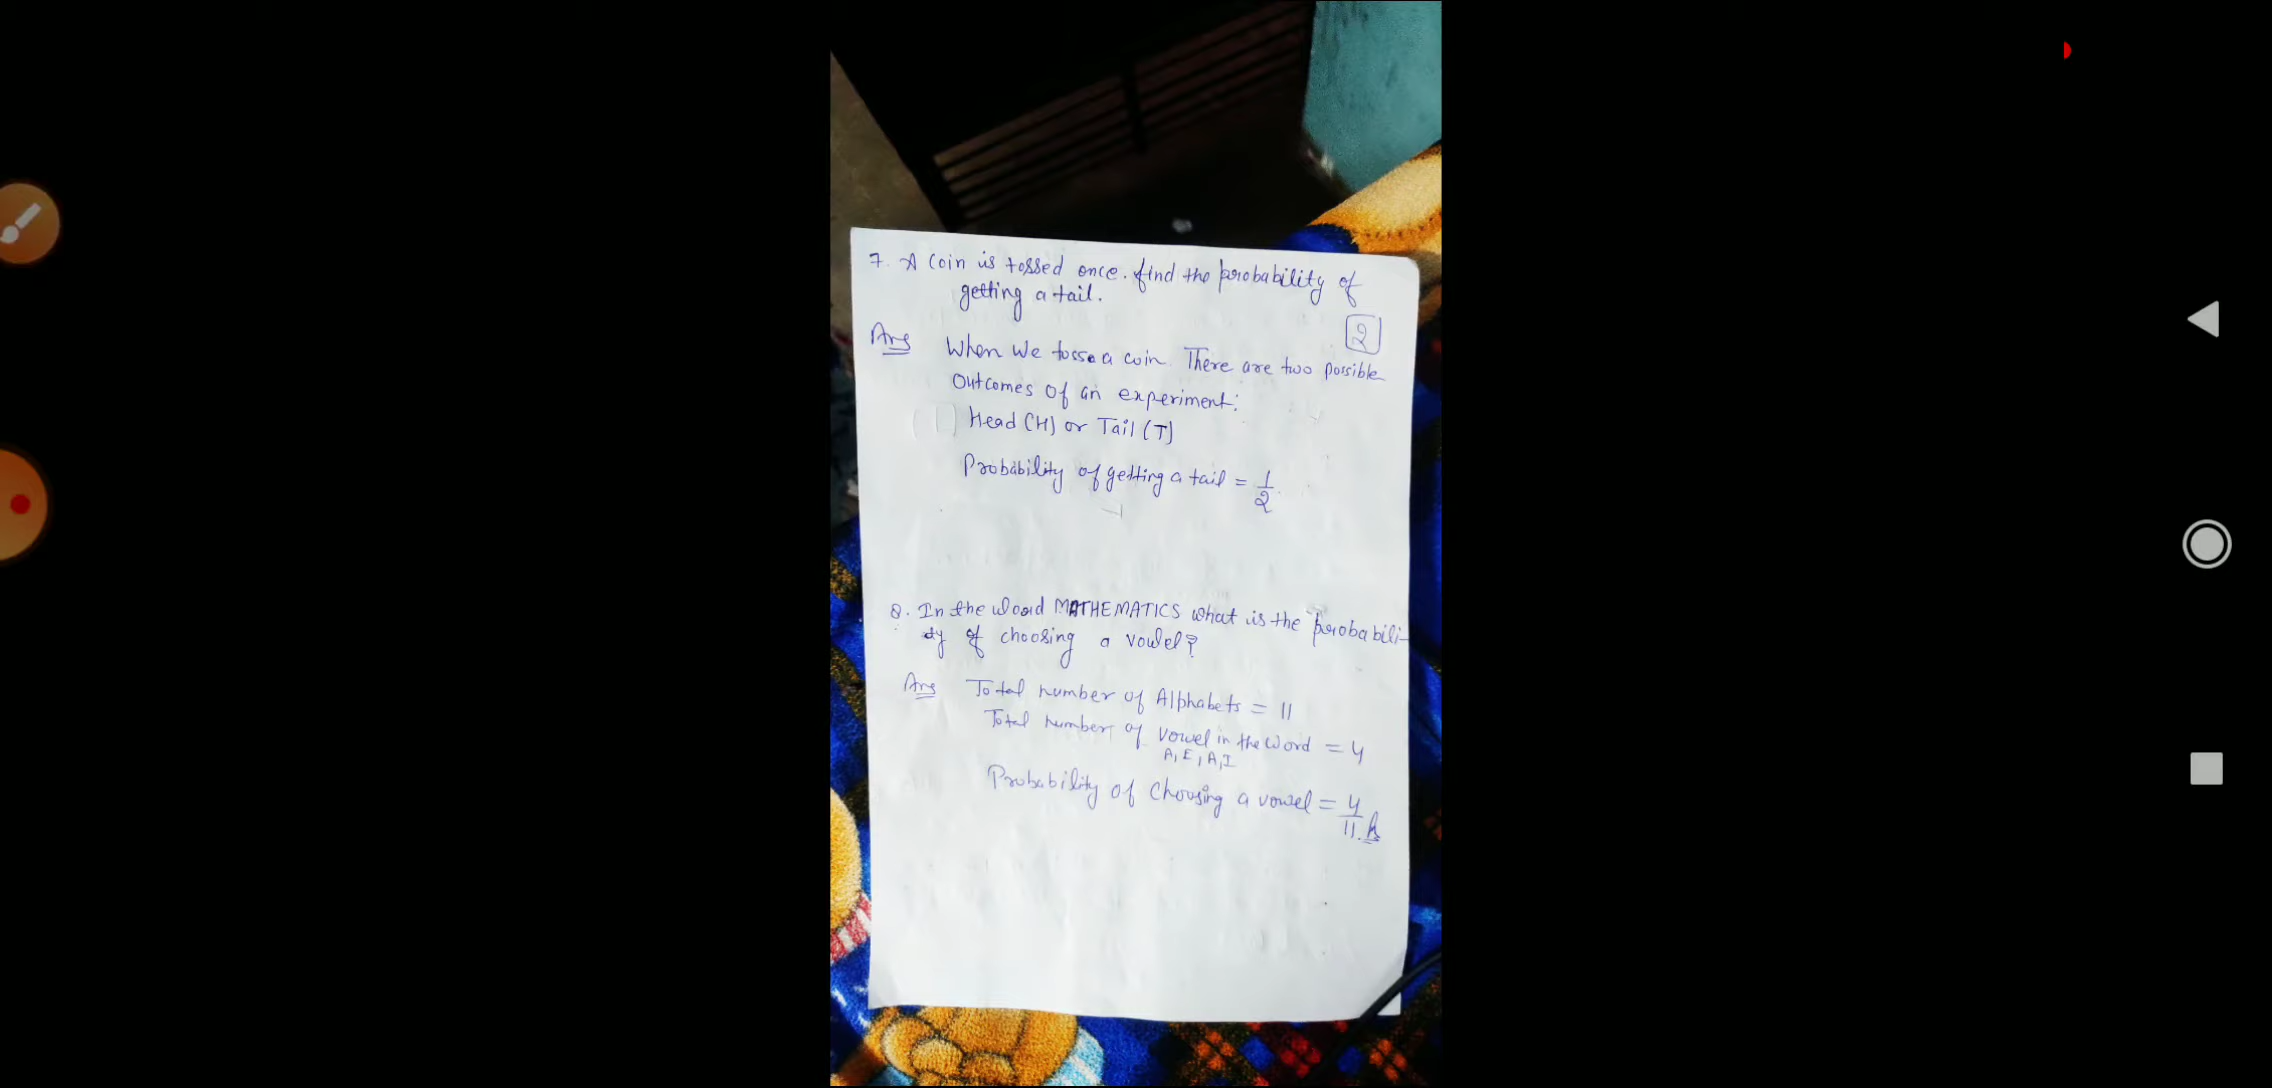 7. A Coin is tossed once. find the probability of
getting a tail.
2
Ans When we tosse a coin. There are two possible
Outcomes of an experiment:
Head (H) or Tail (T)
Probability of getting a tail = 1/2
8. In the word MATHEMATICS what is the probabili-
ty of choosing a vowel?
Ans Total number of Alphabets = 11
Total number of vowel in the word = 4
A, E, A, I
Probability of choosing a vowel = 4/11.